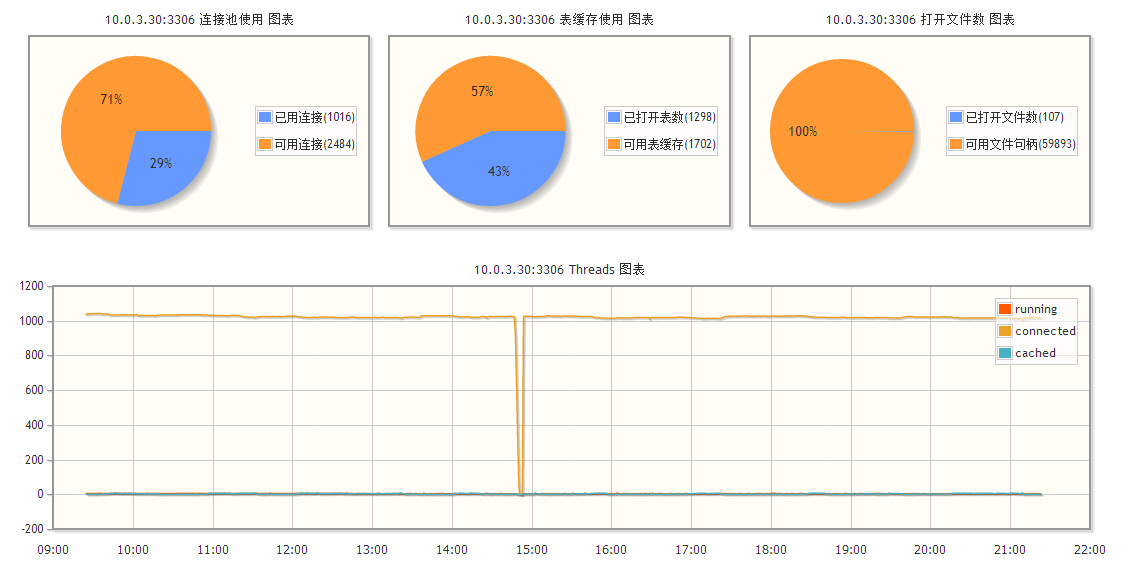 10.0.3.30:3306 连接池使用 图表
71%
29%
已用连接(1016)
可用连接(2484)
10.0.3.30:3306 表缓存使用 图表
57%
43%
已打开表数(1298)
可用表缓存(1702)
10.0.3.30:3306 打开文件数 图表
100%
已打开文件数(107)
可用文件句柄(59893)
10.0.3.30:3306 Threads 图表
1200
1000
800
600
400
200
0
-200
running
connected
cached
09:00 10:00 11:00 12:00 13:00 14:00 15:00 16:00 17:00 18:00 19:00 20:00 21:00 22:00